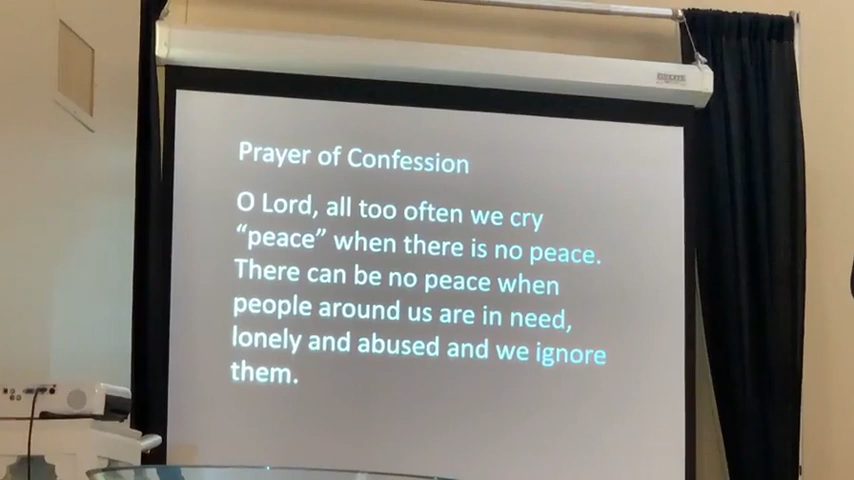 Prayer of Confession
O Lord, all too often we cry
“peace” when there is no peace.
There can be no peace when
people around us are in need,
lonely and abused and we ignore
them.